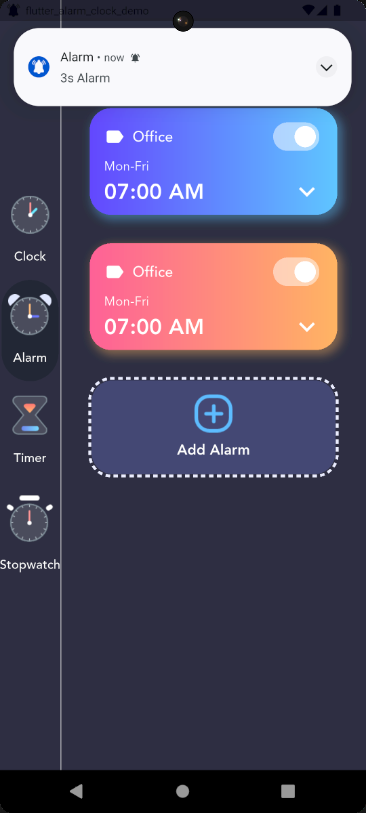 flutter_alarm_clock_demo
Alarm • now
3s Alarm
Office
Mon-Fri
07:00 AM
Office
Mon-Fri
07:00 AM
Add Alarm
Clock
Alarm
Timer
Stopwatch